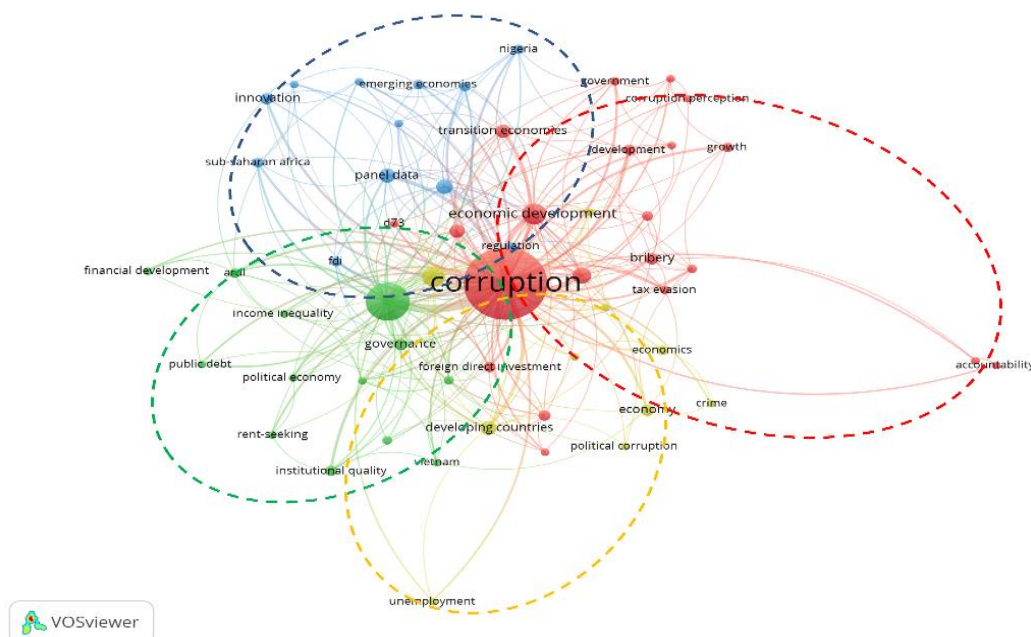 nigeria
emerging economies
government
innovation
corruption perception
transition economies
development
growth
sub-saharan africa
panel data
economic development
d73
regulation
fdi
bribery
financial development
ardl
corruption
tax evasion
income inequality
governance
economics
public debt
foreign direct investment
accountability
political economy
crime
economy
developing countries
rent-seeking
political corruption
vietnam
institutional quality
unemployment
VOSviewer